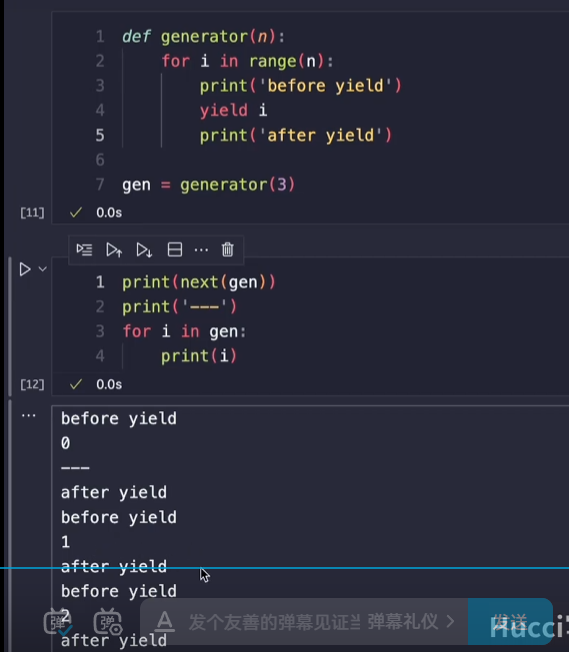 1 def generator(n):
2 for i in range(n):
3 print('before yield')
4 yield i
5 print('after yield')
6
7 gen = generator(3)
[11] ✓ 0.0s
1 print(next(gen))
2 print('---')
3 for i in gen:
4 print(i)
[12] ✓ 0.0s
before yield
0
---
after yield
before yield
1
after yield
before yield
2
弹 弹 A 发个友善的弹幕见证当 弹幕礼仪 > 发送
after yield